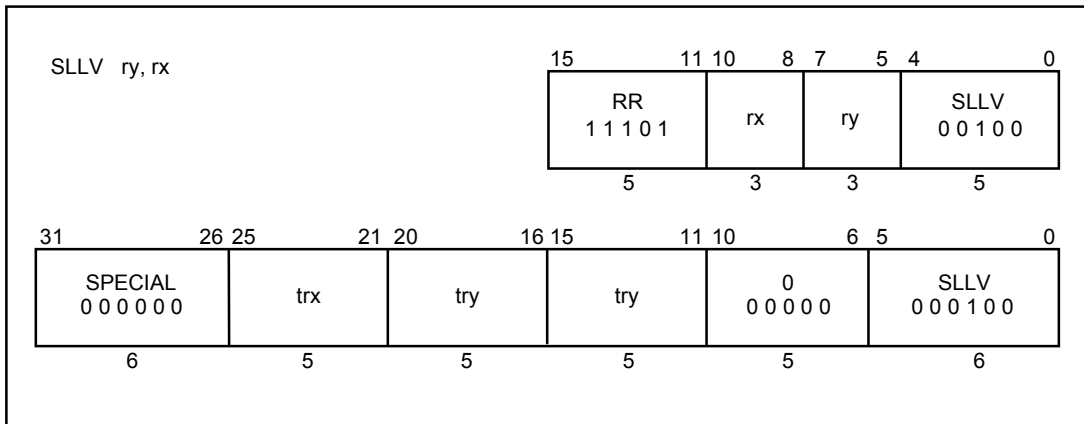 SLLV ry, rx
15 11 10 8 7 5 4 0
RR rx ry SLLV
1 1 1 0 1 0 0 1 0 0
5 3 3 5
31 26 25 21 20 16 15 11 10 6 5 0
SPECIAL trx try try 0 SLLV
0 0 0 0 0 0 0 0 0 0 0 0 0 0 1 0 0
6 5 5 5 5 6